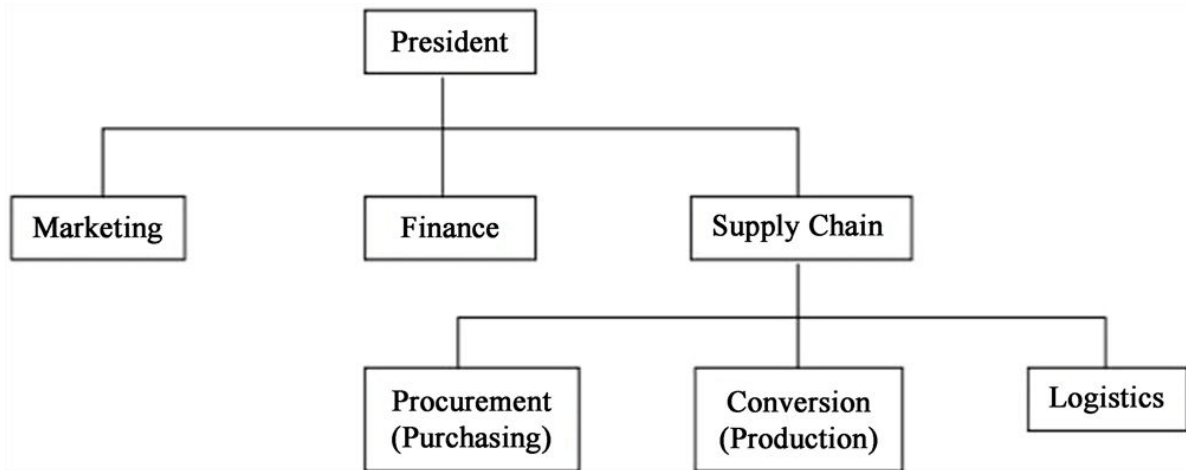 President
Marketing
Finance
Supply Chain
Procurement
(Purchasing)
Conversion
(Production)
Logistics